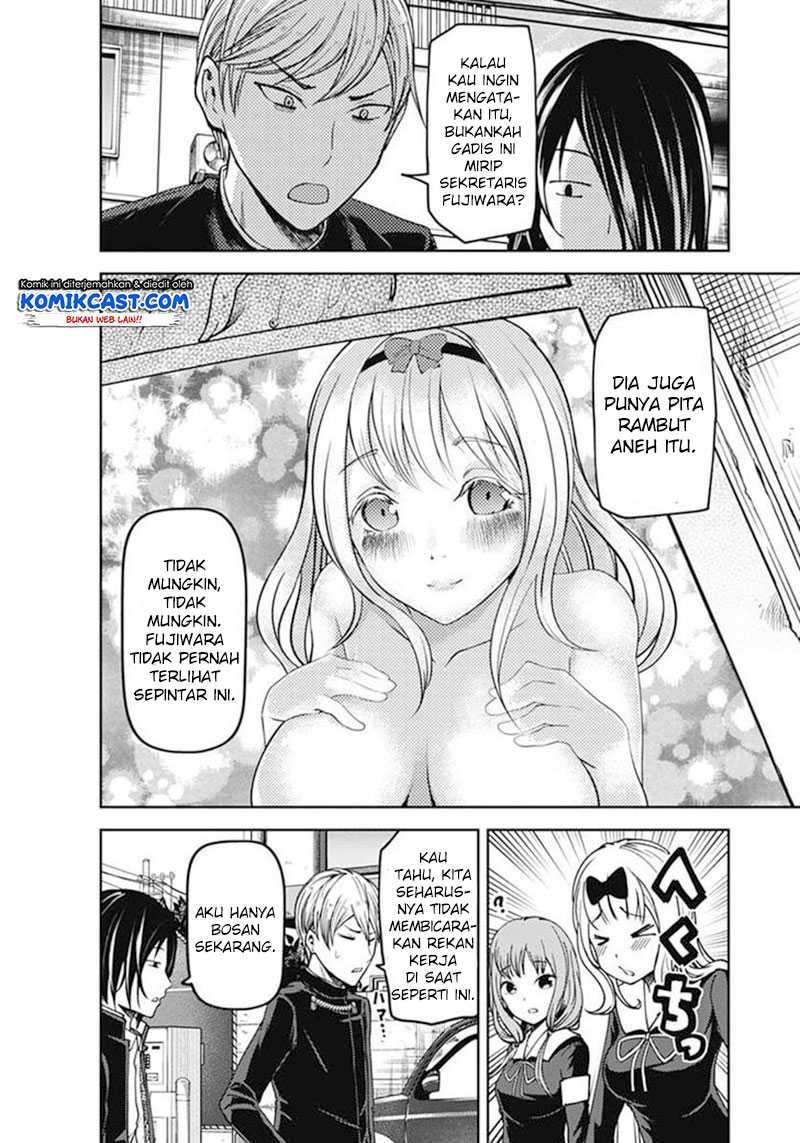 KALAU
KAU INGIN
MENGATA-
KAN ITU,
BUKANKAH
GADIS INI
MIRIP
SEKRETARIS
FUJIWARA?
Komik ini diterjemahkan & diedit oleh
KOMIKCAST.COM
BUKAN WEB LAIN!!
DIA JUGA
PUNYA PITA
RAMBUT
ANEH ITU.
TIDAK
MUNGKIN,
TIDAK
MUNGKIN.
FUJIWARA
TIDAK PERNAH
TERLIHAT
SEPINTAR INI.
AKU HANYA
BOSAN
SEKARANG.
KAU
TAHU, KITA
SEHARUS-
NYA TIDAK
MEMBICARA-
KAN REKAN
KERJA
DI SAAT
SEPERTI INI.
ハ?
?
へくちっ